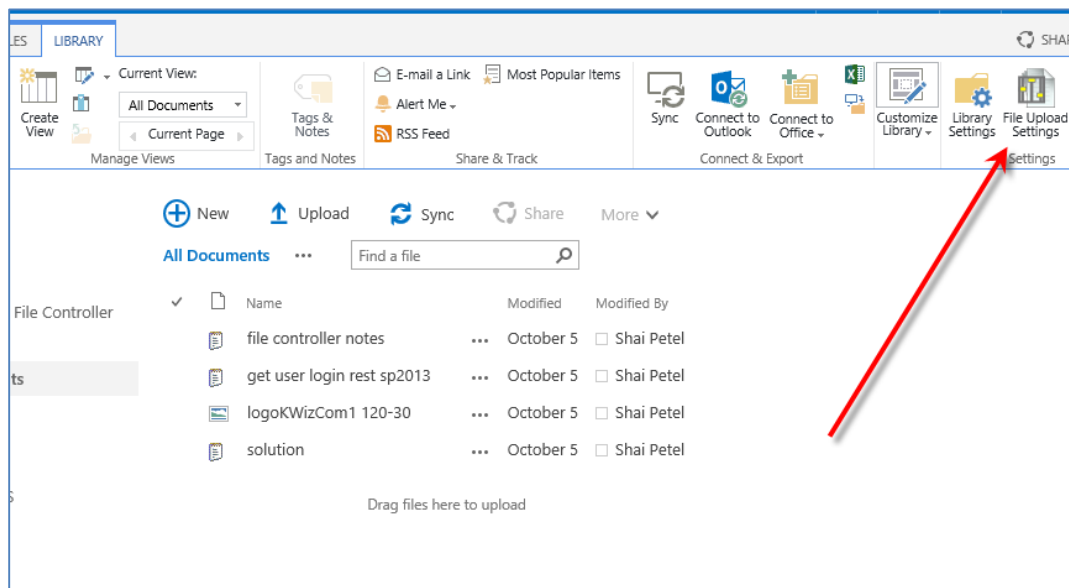 LES LIBRARY SHAR
Create View
Current View:
All Documents
Current Page
Manage Views
Tags & Notes
Tags and Notes
E-mail a Link Most Popular Items
Alert Me
RSS Feed
Share & Track
Sync
Connect to Outlook
Connect to Office
Connect & Export
Customize Library
Library Settings
File Upload Settings
Settings
New Upload Sync Share More
All Documents ... Find a file
Name Modified Modified By
File Controller
file controller notes ... October 5 Shai Petel
ts
get user login rest sp2013 ... October 5 Shai Petel
logoKWizCom1 120-30 ... October 5 Shai Petel
solution ... October 5 Shai Petel
s
Drag files here to upload